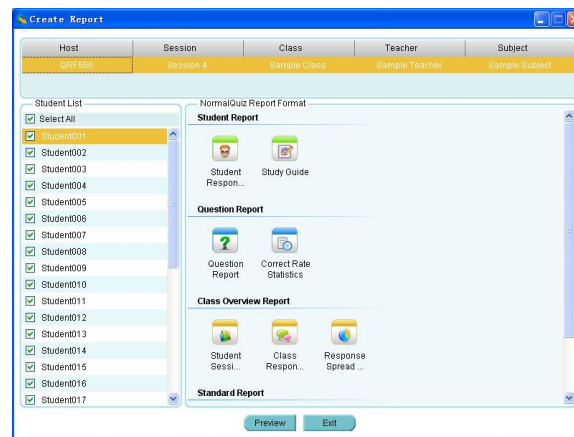 Create Report
Host Session Class Teacher Subject
QRF500 Session 4 Sample Class Sample Teacher Sample Subject
Student List
Select All
Student001
Student002
Student003
Student004
Student005
Student006
Student007
Student008
Student009
Student010
Student011
Student012
Student013
Student014
Student015
Student016
Student017
NormalQuiz Report Format
Student Report
Student Respon...
Study Guide
Question Report
Question Report
Correct Rate Statistics
Class Overview Report
Student Sessi...
Class Respon...
Response Spread ...
Standard Report
Preview Exit